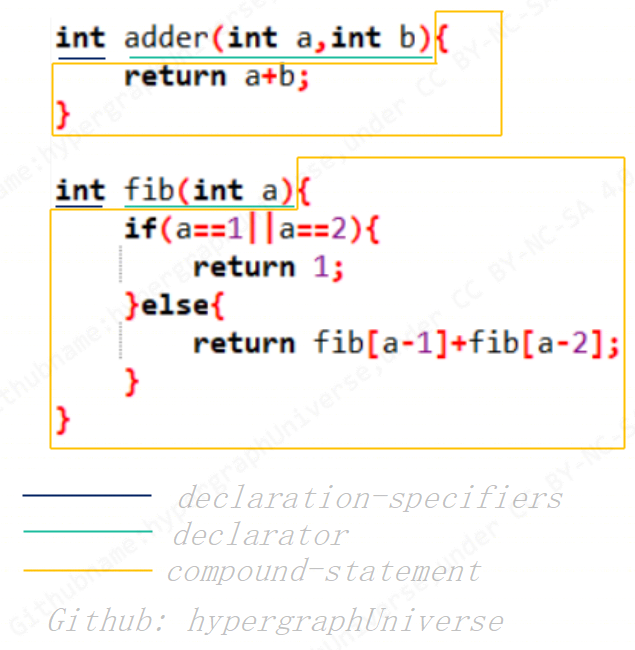 int adder(int a,int b){
return a+b;
}
int fib(int a){
if(a==1||a==2){
return 1;
}else{
return fib[a-1]+fib[a-2];
}
}
declaration-specifiers
declarator
compound-statement
Github: hypergraphUniverse